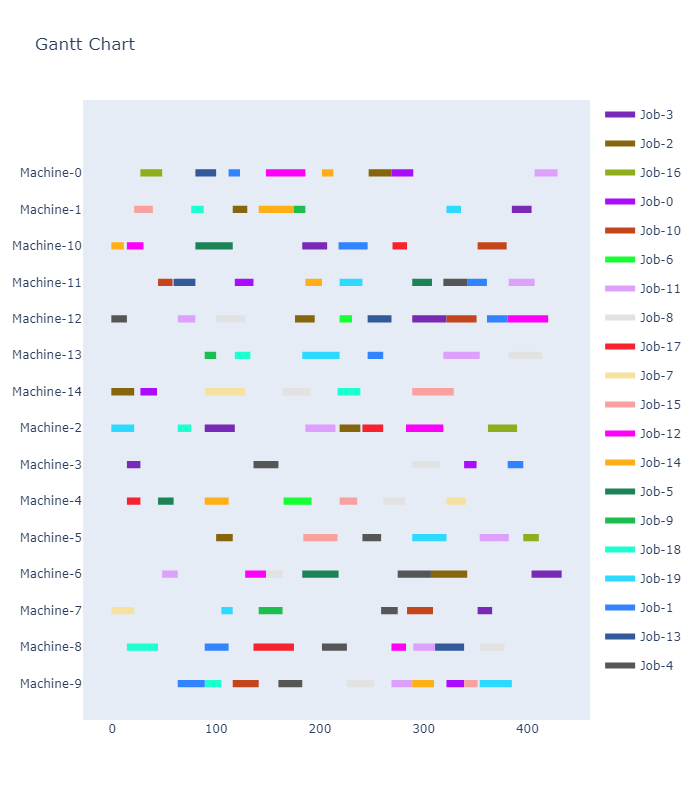 Gantt Chart
Machine-0
Machine-1
Machine-10
Machine-11
Machine-12
Machine-13
Machine-14
Machine-2
Machine-3
Machine-4
Machine-5
Machine-6
Machine-7
Machine-8
Machine-9
0 100 200 300 400
Job-3
Job-2
Job-16
Job-0
Job-10
Job-6
Job-11
Job-8
Job-17
Job-7
Job-15
Job-12
Job-14
Job-5
Job-9
Job-18
Job-19
Job-1
Job-13
Job-4